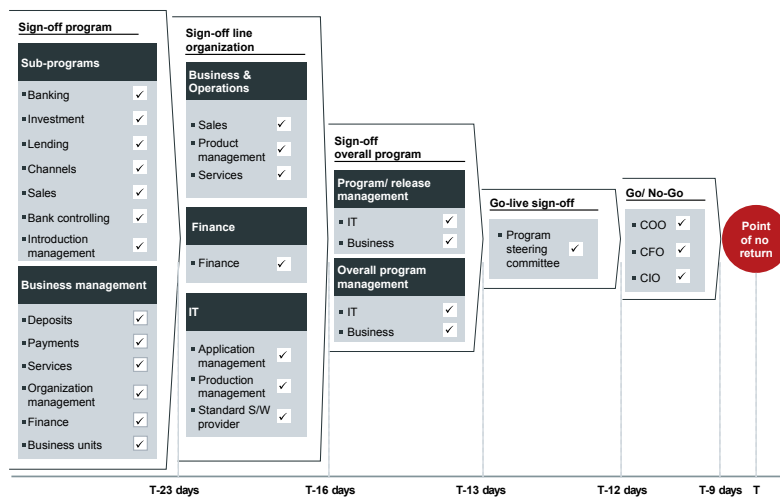 Sign-off program
Sub-programs
Banking
Investment
Lending
Channels
Sales
Bank controlling
Introduction
management
Business management
Deposits
Payments
Services
Organization
management
Finance
Business units
Sign-off line
organization
Business &
Operations
Sales
Product
management
Services
Finance
Finance
IT
Application
management
Production
management
Standard S/W
provider
Sign-off
overall program
Program/ release
management
IT
Business
Overall program
management
IT
Business
Go-live sign-off
Program
steering
committee
Go/ No-Go
COO
CFO
CIO
Point
of no
return
T-23 days
T-16 days
T-13 days
T-12 days
T-9 days
T